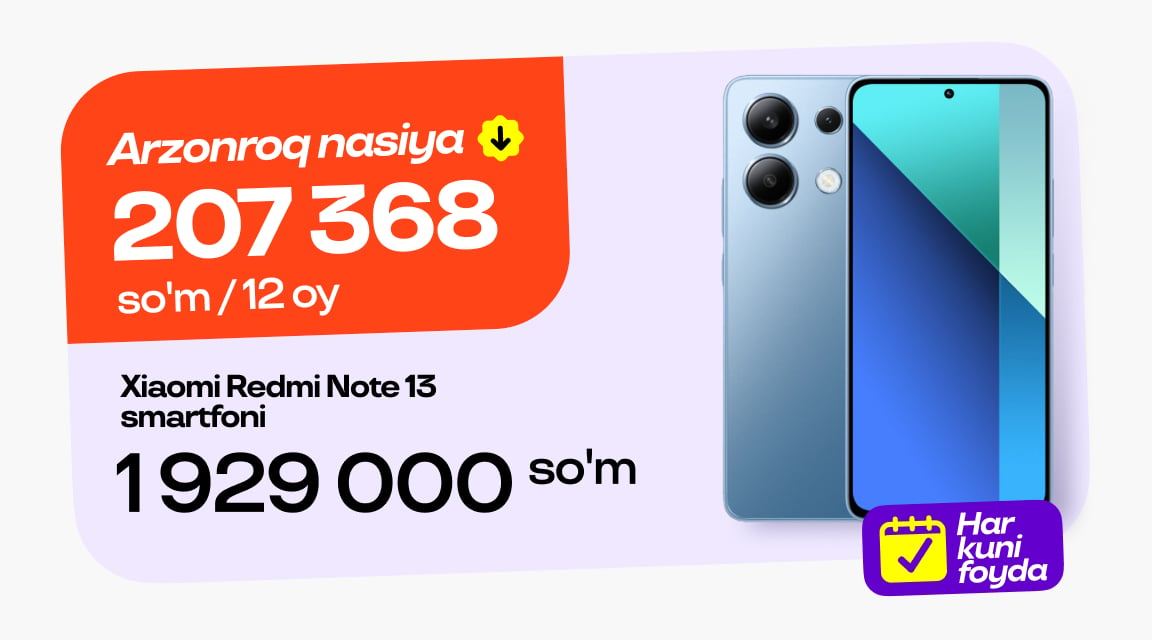 Arzonroq nasiya
207 368
so'm / 12 oy
Xiaomi Redmi Note 13
smartfoni
1 929 000 so'm
Har
kuni
foyda